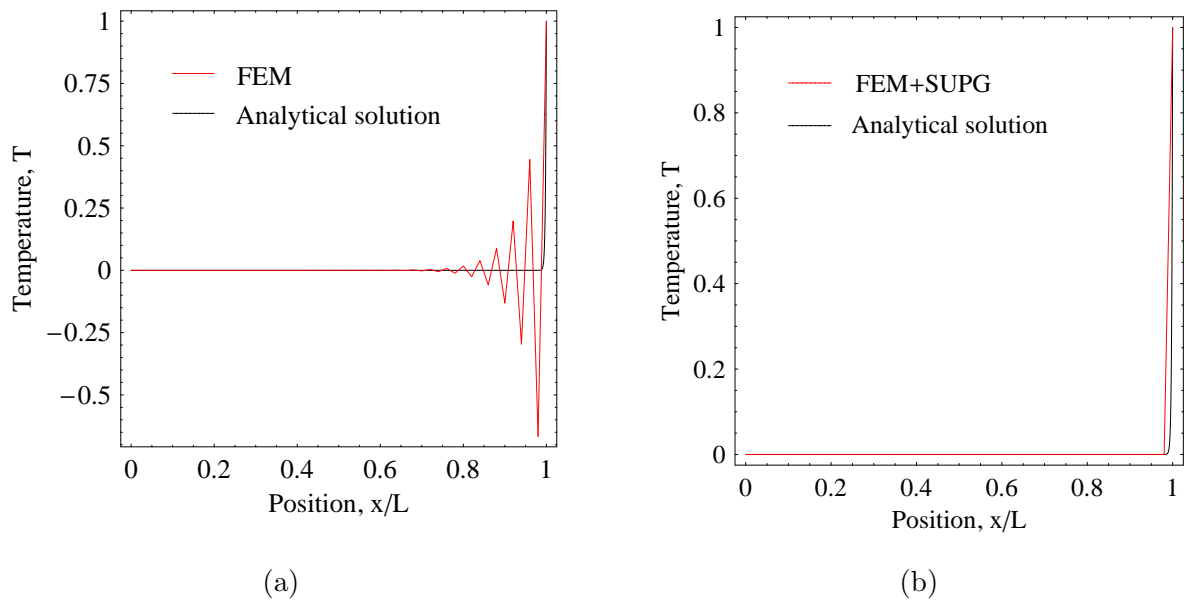 1
0.75
0.5
0.25
0
−0.25
−0.5
Temperature, T
FEM
Analytical solution
0 0.2 0.4 0.6 0.8 1
Position, x/L
(a)
1
0.8
0.6
0.4
0.2
0
Temperature, T
FEM+SUPG
Analytical solution
0 0.2 0.4 0.6 0.8 1
Position, x/L
(b)